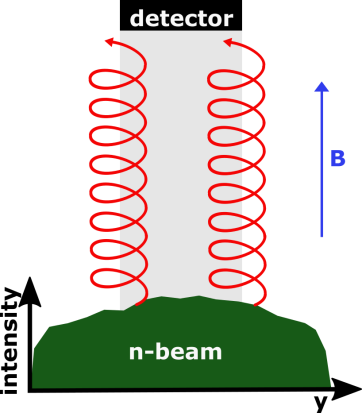 detector
B
intensity
n-beam
y